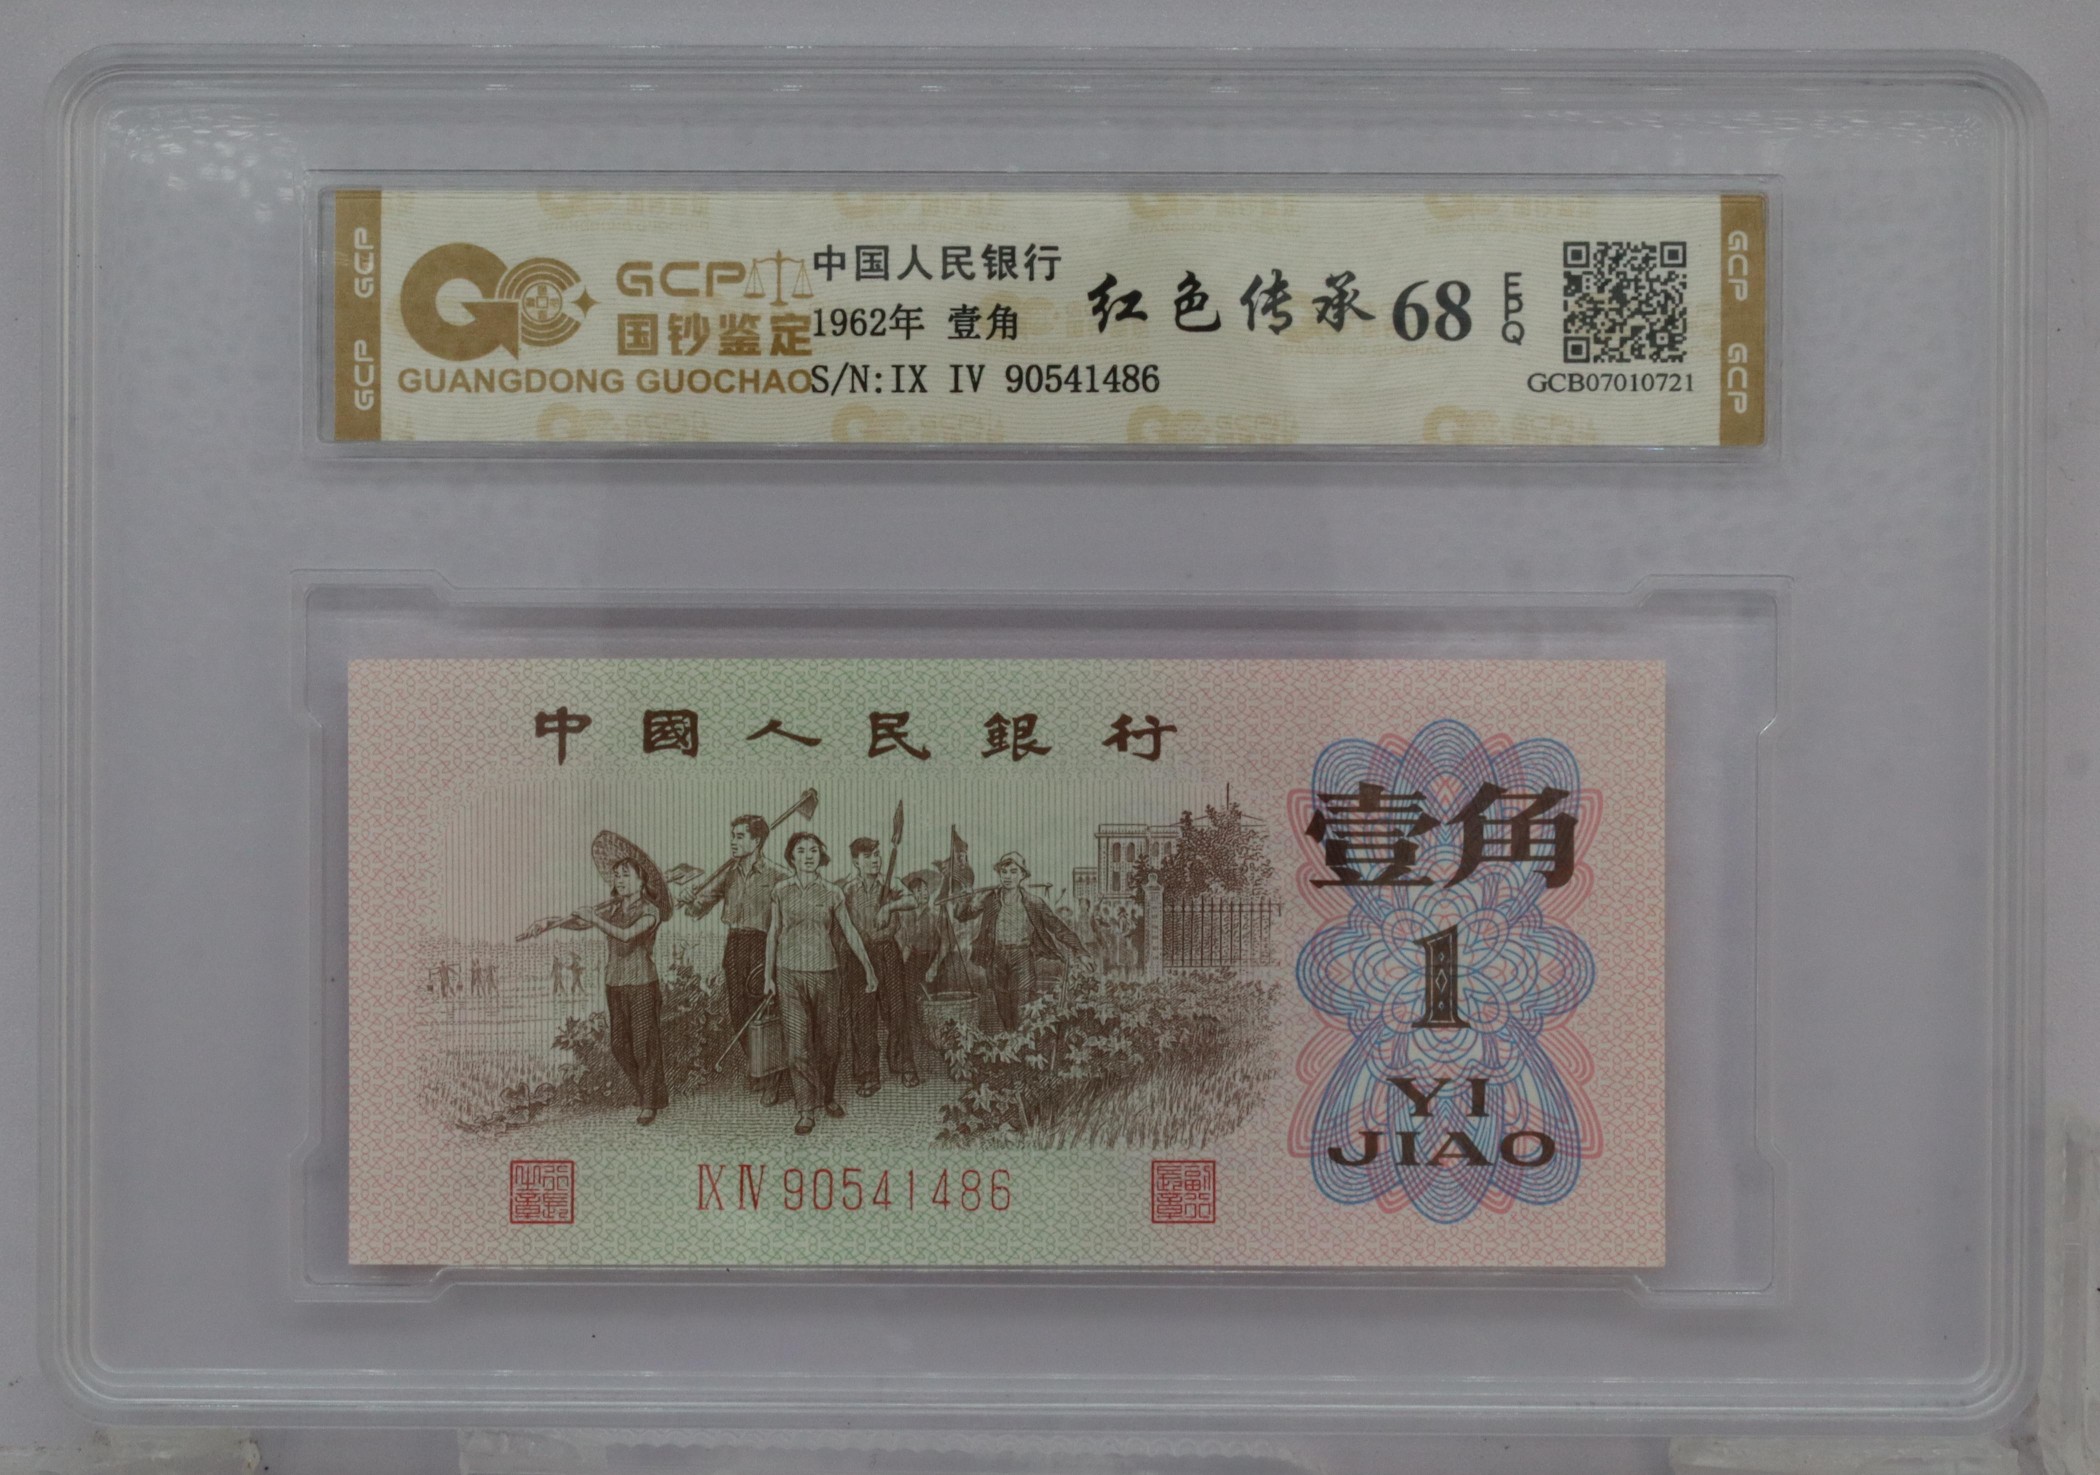 GCP
GCP
GCP
国钞鉴定
GUANGDONG GUOCHAO
中国人民银行
1962年 壹角
S/N:IX IV 90541486
红色传承 68
EPQ
GCB07010721
GCP
GCP
中國人民銀行
壹角
1
YI
JIAO
IX IV 90541486